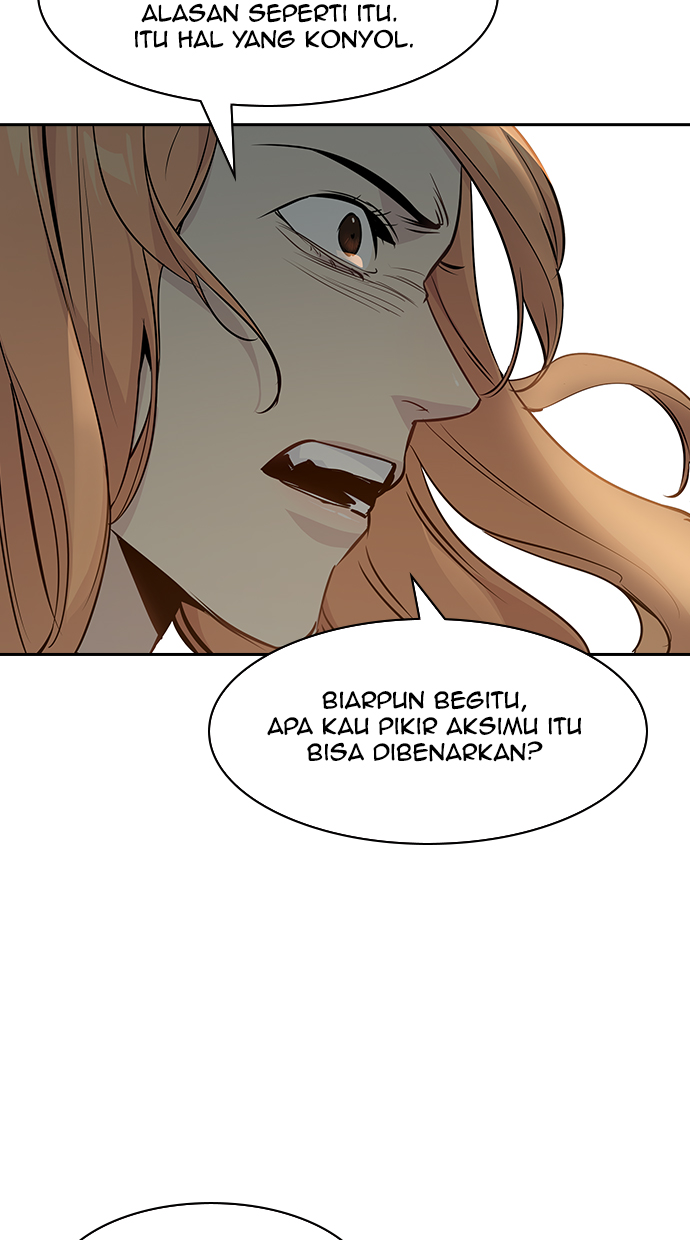 ALASAN SEPERTI ITU.
ITU HAL YANG KONYOL.
BIARPUN BEGITU,
APA KAU PIKIR AKSIMU ITU
BISA DIBENARKAN?